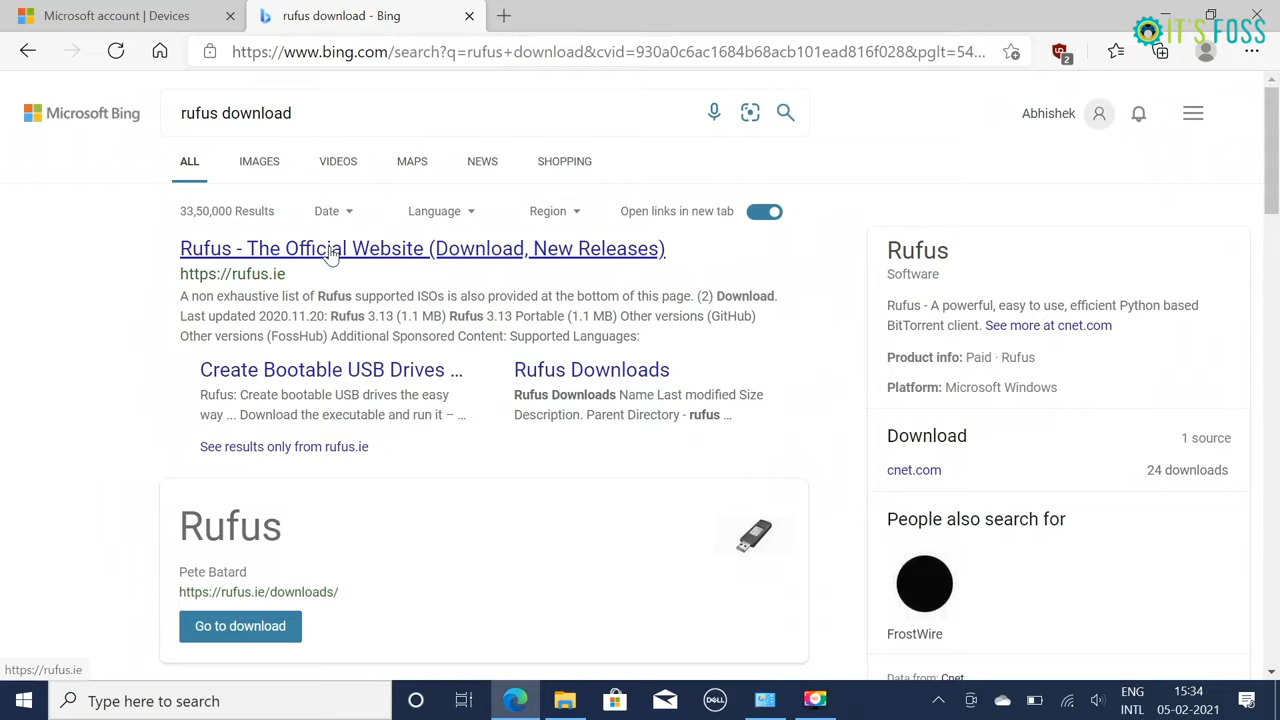 Microsoft account | Devices
rufus download - Bing
IT'S FOSS
https://www.bing.com/search?q=rufus+download&cvid=930a0c6ac1684b68acb101ead816f028&pglt=54...
2
Microsoft Bing
rufus download
Abhishek
ALL IMAGES VIDEOS MAPS NEWS SHOPPING
33,50,000 Results Date Language Region Open links in new tab
Rufus - The Official Website (Download, New Releases)
https://rufus.ie
A non exhaustive list of Rufus supported ISOs is also provided at the bottom of this page. (2) Download.
Last updated 2020.11.20: Rufus 3.13 (1.1 MB) Rufus 3.13 Portable (1.1 MB) Other versions (GitHub)
Other versions (FossHub) Additional Sponsored Content: Supported Languages:
Create Bootable USB Drives ...
Rufus: Create bootable USB drives the easy
way ... Download the executable and run it – ...
Rufus Downloads
Rufus Downloads Name Last modified Size
Description. Parent Directory - rufus ...
See results only from rufus.ie
Rufus
Pete Batard
https://rufus.ie/downloads/
Go to download
Rufus
Software
Rufus - A powerful, easy to use, efficient Python based
BitTorrent client. See more at cnet.com
Product info: Paid · Rufus
Platform: Microsoft Windows
Download 1 source
cnet.com 24 downloads
People also search for
FrostWire
Data from: Cnet
https://rufus.ie
Type here to search
DELL
ENG
INTL
15:34
05-02-2021